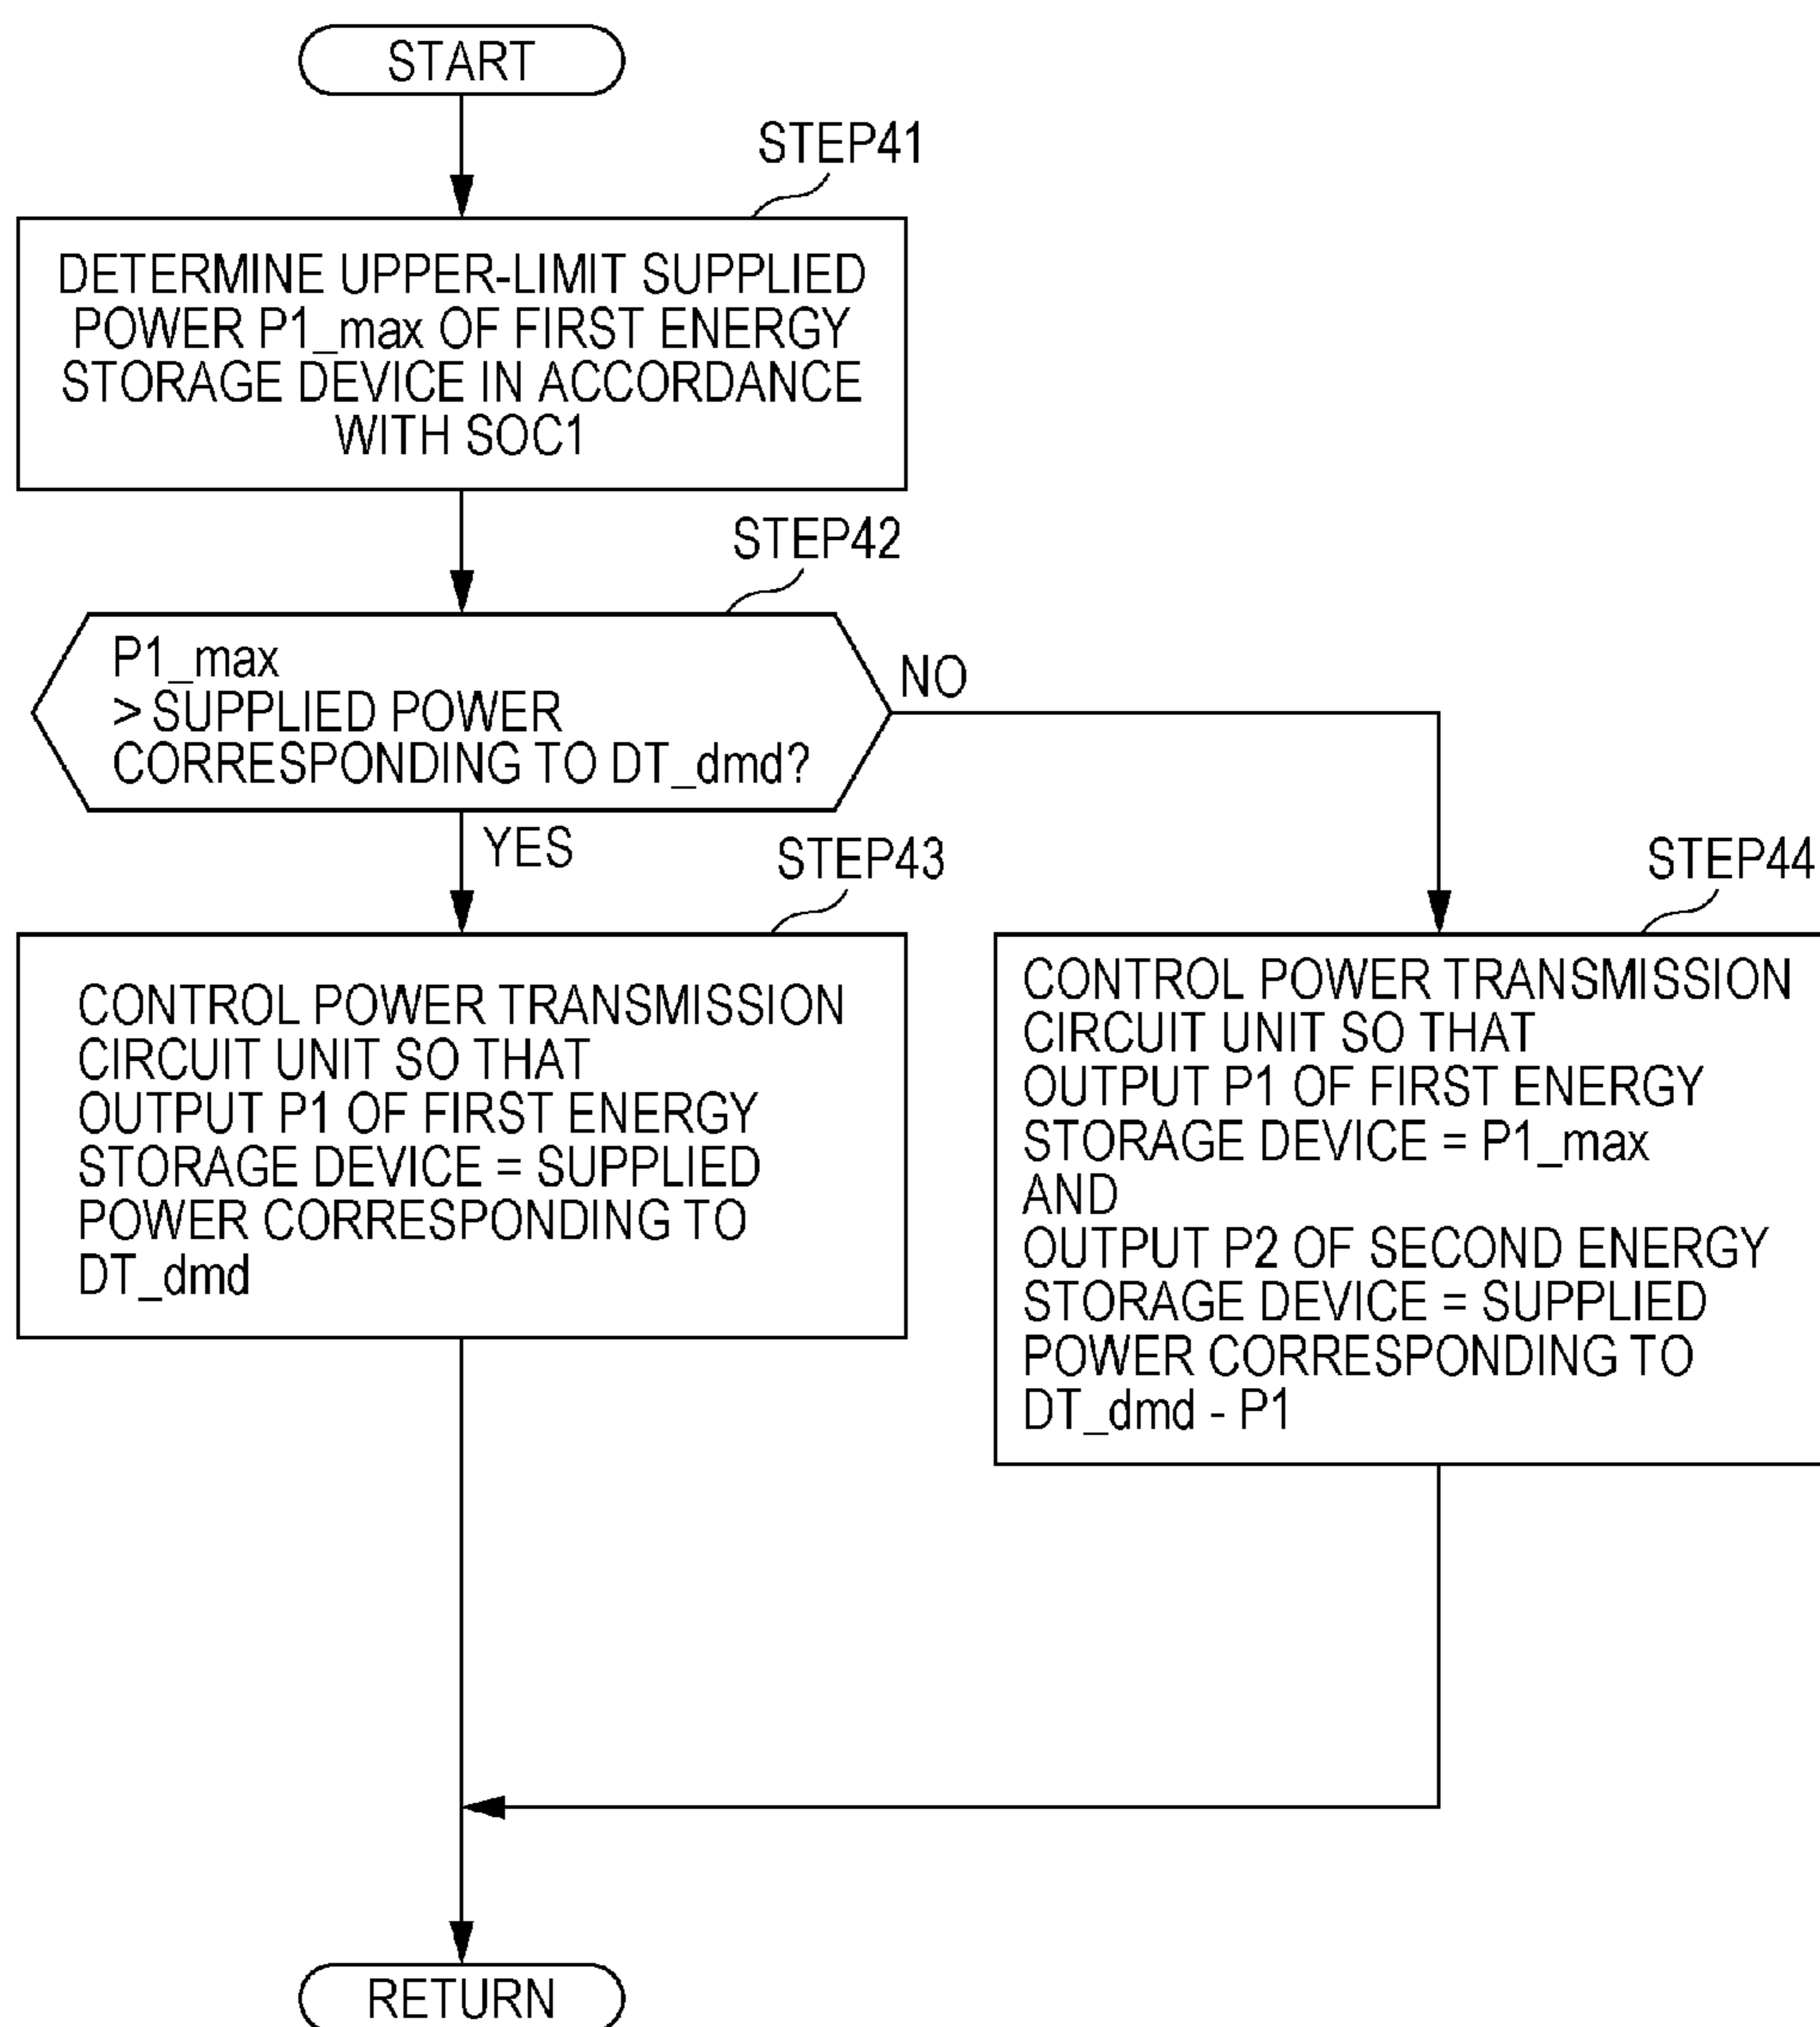 START
STEP41
DETERMINE UPPER-LIMIT SUPPLIED
POWER P1_max OF FIRST ENERGY
STORAGE DEVICE IN ACCORDANCE
WITH SOC1
STEP42
P1_max
> SUPPLIED POWER
CORRESPONDING TO DT_dmd?
NO
YES
STEP43
CONTROL POWER TRANSMISSION
CIRCUIT UNIT SO THAT
OUTPUT P1 OF FIRST ENERGY
STORAGE DEVICE = SUPPLIED
POWER CORRESPONDING TO
DT_dmd
STEP44
CONTROL POWER TRANSMISSION
CIRCUIT UNIT SO THAT
OUTPUT P1 OF FIRST ENERGY
STORAGE DEVICE = P1_max
AND
OUTPUT P2 OF SECOND ENERGY
STORAGE DEVICE = SUPPLIED
POWER CORRESPONDING TO
DT_dmd - P1
RETURN